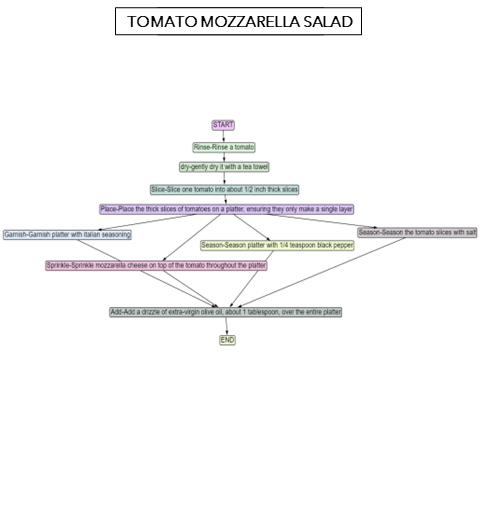 TOMATO MOZZARELLA SALAD
START
Rinse-Rinse a tomato
dry-gently dry it with a tea towel
Slice-Slice one tomato into about 1/2 inch thick slices
Place-Place the thick slices of tomatoes on a platter, ensuring they only make a single layer
Garnish-Garnish platter with Italian seasoning
Season-Season the tomato slices with salt
Season-Season platter with 1/4 teaspoon black pepper
Sprinkle-Sprinkle mozzarella cheese on top of the tomato throughout the platter
Add-Add a drizzle of extra-virgin olive oil, about 1 tablespoon, over the entire platter
END